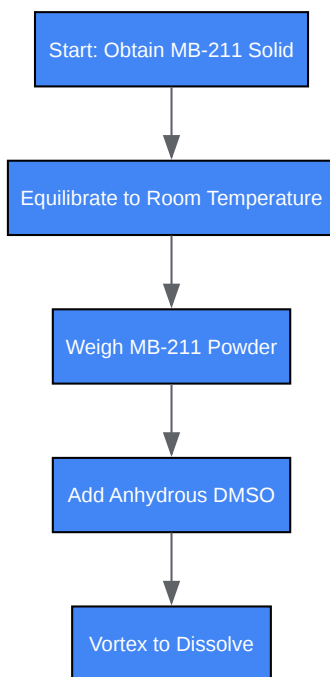 Start: Obtain MB-211 Solid
Equilibrate to Room Temperature
Weigh MB-211 Powder
Add Anhydrous DMSO
Vortex to Dissolve